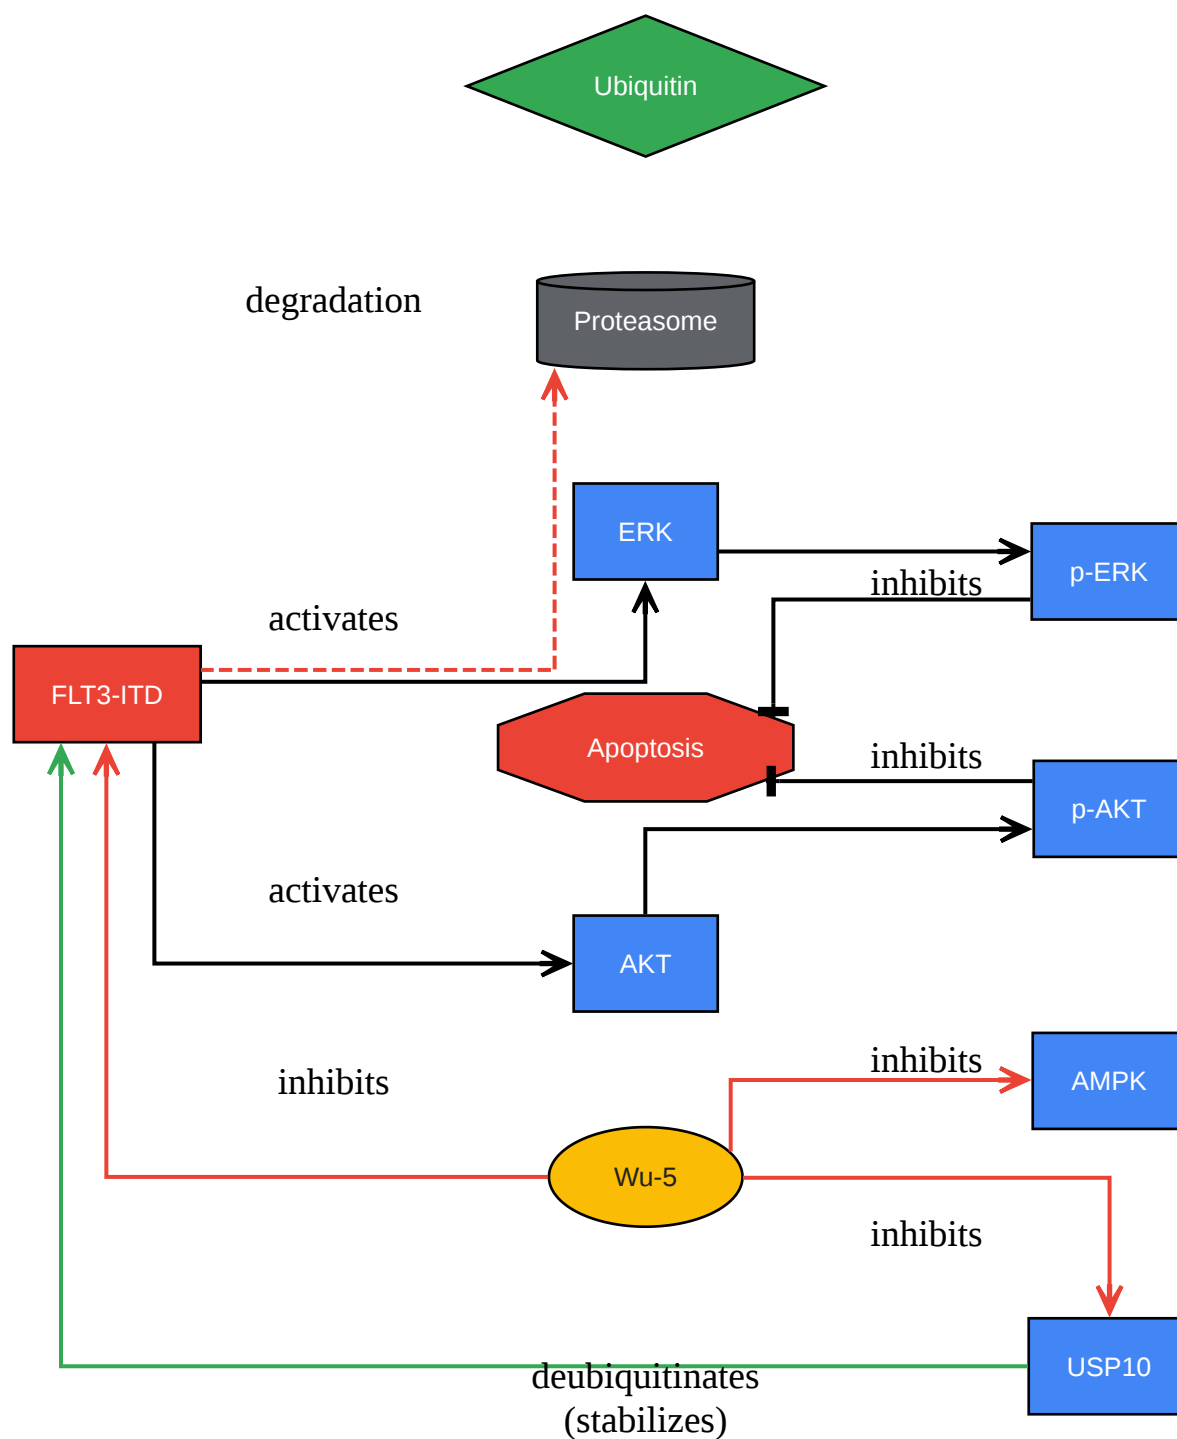 Ubiquitin
degradation
Proteasome
ERK
p-ERK
inhibits
activates
FLT3-ITD
Apoptosis
inhibits
p-AKT
activates
AKT
inhibits
AMPK
inhibits
Wu-5
inhibits
USP10
deubiquitinates
(stabilizes)